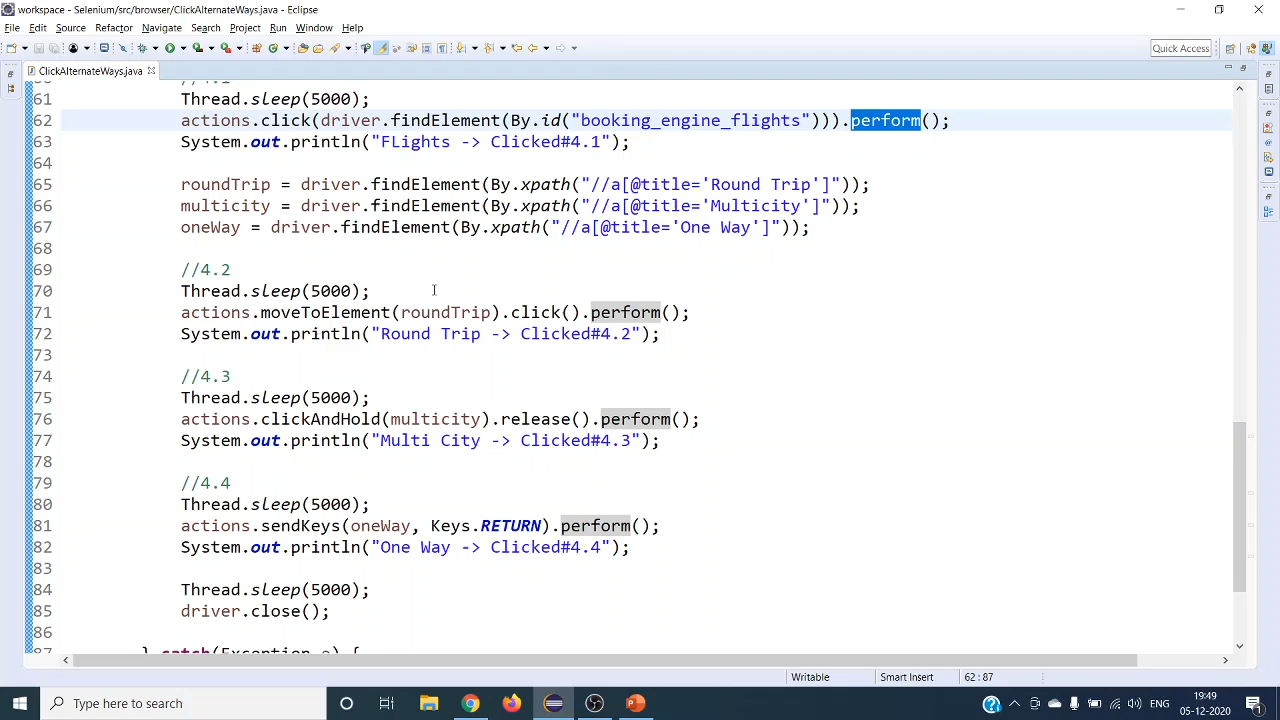 workspace - Selenium/src/browser/ClickAlternateWays.java - Eclipse
File Edit Source Refactor Navigate Search Project Run Window Help
Quick Access
ClickAlternateWays.java
//4.1
61 Thread.sleep(5000);
62 actions.click(driver.findElement(By.id("booking_engine_flights"))).perform();
63 System.out.println("FLights -> Clicked#4.1");
64
65 roundTrip = driver.findElement(By.xpath("//a[@title='Round Trip']"));
66 multicity = driver.findElement(By.xpath("//a[@title='Multicity']"));
67 oneWay = driver.findElement(By.xpath("//a[@title='One Way']"));
68
69 //4.2
70 Thread.sleep(5000);
71 actions.moveToElement(roundTrip).click().perform();
72 System.out.println("Round Trip -> Clicked#4.2");
73
74 //4.3
75 Thread.sleep(5000);
76 actions.clickAndHold(multicity).release().perform();
77 System.out.println("Multi City -> Clicked#4.3");
78
79 //4.4
80 Thread.sleep(5000);
81 actions.sendKeys(oneWay, Keys.RETURN).perform();
82 System.out.println("One Way -> Clicked#4.4");
83
84 Thread.sleep(5000);
85 driver.close();
86
87 } catch(Exception e) {
Writable Smart Insert 62 : 87
Type here to search
ENG
19:49
05-12-2020